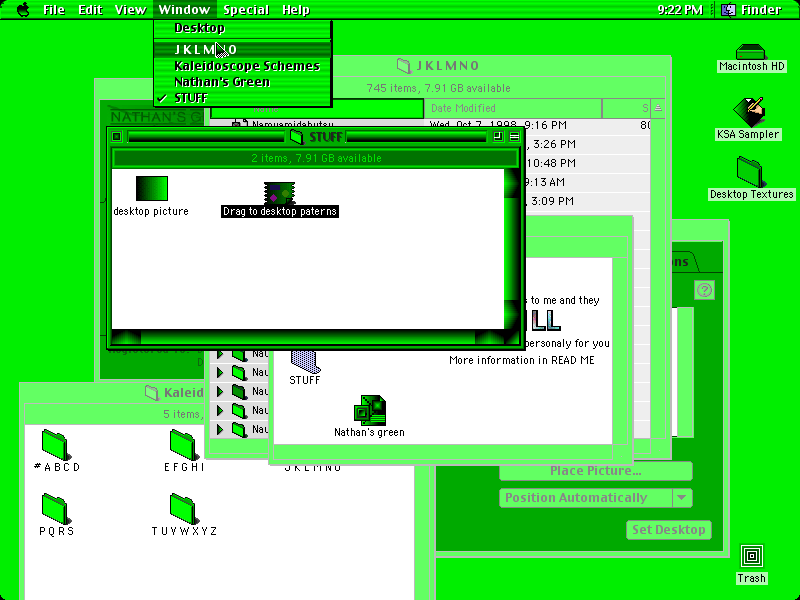 File Edit View Window Special Help
9:22 PM Finder
Desktop
J K L M N O
Kaleidoscope Schemes
Nathan's Green
✓ STUFF
Macintosh HD
KSA Sampler
Desktop Textures
Trash
J K L M N O
745 items, 7.91 GB available
Date Modified
Wed, Oct 7, 1998, 9:16 PM
, 3:26 PM
10:48 PM
9:13 AM
, 3:09 PM
NATHAN'S
STUFF
2 items, 7.91 GB available
desktop picture
Drag to desktop paterns
s to me and they
personaly for you
More information in READ ME
STUFF
Nathan's green
Kaleid
5 items,
# A B C D
E F G H I
J K L M N O
P Q R S
T U V W X Y Z
ons
Place Picture...
Position Automatically
Set Desktop